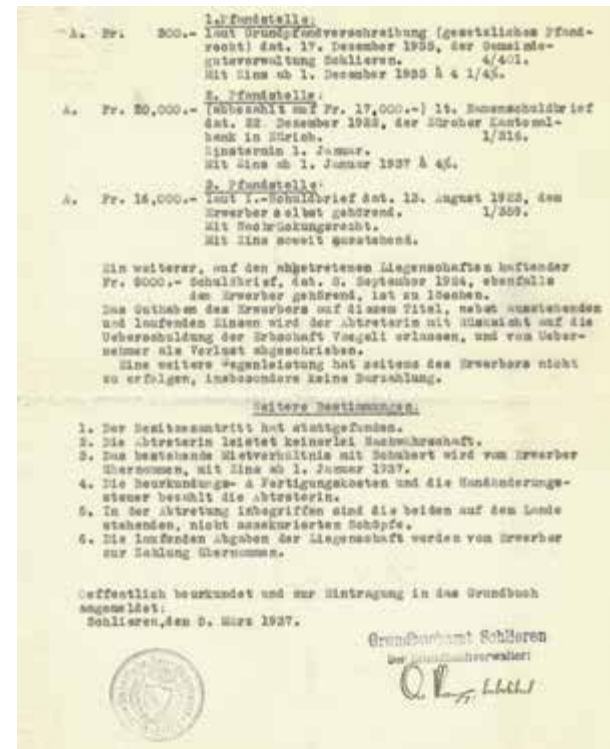 1. Pfandstelle:
A. Fr. 300.- laut Grundpfandverschreibung (gesetzliches Pfand-
recht) dat. 17. Dezember 1935, der Gemeinde-
gutsverwaltung Schlieren. 4/401.
Mit Zins ab 1. Dezember 1935 à 4 1/4%.
2. Pfandstelle:
A. Fr. 20,000.- (abbezahlt auf Fr. 17,000.-) lt. Namenschuldbrief
dat. 22. Dezember 1922, der Zürcher Kantonal-
bank in Zürich. 1/316.
Zinstermin 1. Januar.
Mit Zins ab 1. Januar 1937 à 4%.
3. Pfandstelle:
A. Fr. 16,000.- laut I.-Schuldbrief dat. 13. August 1923, dem
Erwerber selbst gehörend. 1/359.
Mit Nachrückungsrecht.
Mit Zins soweit ausstehend.
Ein weiterer, auf den abgetretenen Liegenschaften haftender
Fr. 6000.- Schuldbrief, dat. 5. September 1924, ebenfalls
dem Erwerber gehörend, ist zu löschen.
Das Guthaben des Erwerbers auf diesem Titel, nebst ausstehenden
und laufenden Zinsen wird der Abtreterin mit Rücksicht auf die
Ueberschuldung der Erbschaft Voegeli erlassen, und vom Ueber-
nehmer als Verlust abgeschrieben.
Eine weitere Gegenleistung hat seitens des Erwerbers nicht
zu erfolgen, insbesondere keine Barzahlung.
Weitere Bestimmungen:
1. Der Besitzesantritt hat stattgefunden.
2. Die Abtreterin leistet keinerlei Nachwährschaft.
3. Das bestehende Mietverhältnis mit Schubert wird vom Erwerber
übernommen, mit Zins ab 1. Januar 1937.
4. Die Beurkundungs- & Fertigungskosten und die Handänderungs-
steuer bezahlt die Abtreterin.
5. In der Abtretung inbegriffen sind die beiden auf dem Lande
stehenden, nicht assekurierten Schöpfe.
6. Die laufenden Abgaben der Liegenschaft werden vom Erwerber
zur Zahlung übernommen.
Oeffentlich beurkundet und zur Eintragung in das Grundbuch
angemeldet:
Schlieren, den 5. März 1937.
Grundbuchamt Schlieren
Der Grundbuchverwalter: